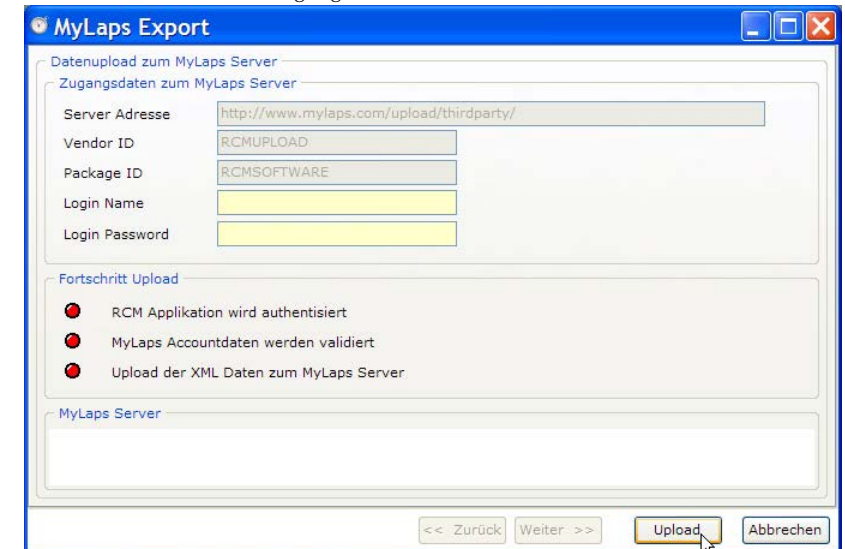 MyLaps Export
Datenupload zum MyLaps Server
Zugangsdaten zum MyLaps Server
Server Adresse http://www.mylaps.com/upload/thirdparty/
Vendor ID RCMUPLOAD
Package ID RCMSOFTWARE
Login Name
Login Password
Fortschritt Upload
RCM Applikation wird authentisiert
MyLaps Accountdaten werden validiert
Upload der XML Daten zum MyLaps Server
MyLaps Server
<< Zurück Weiter >> Upload Abbrechen